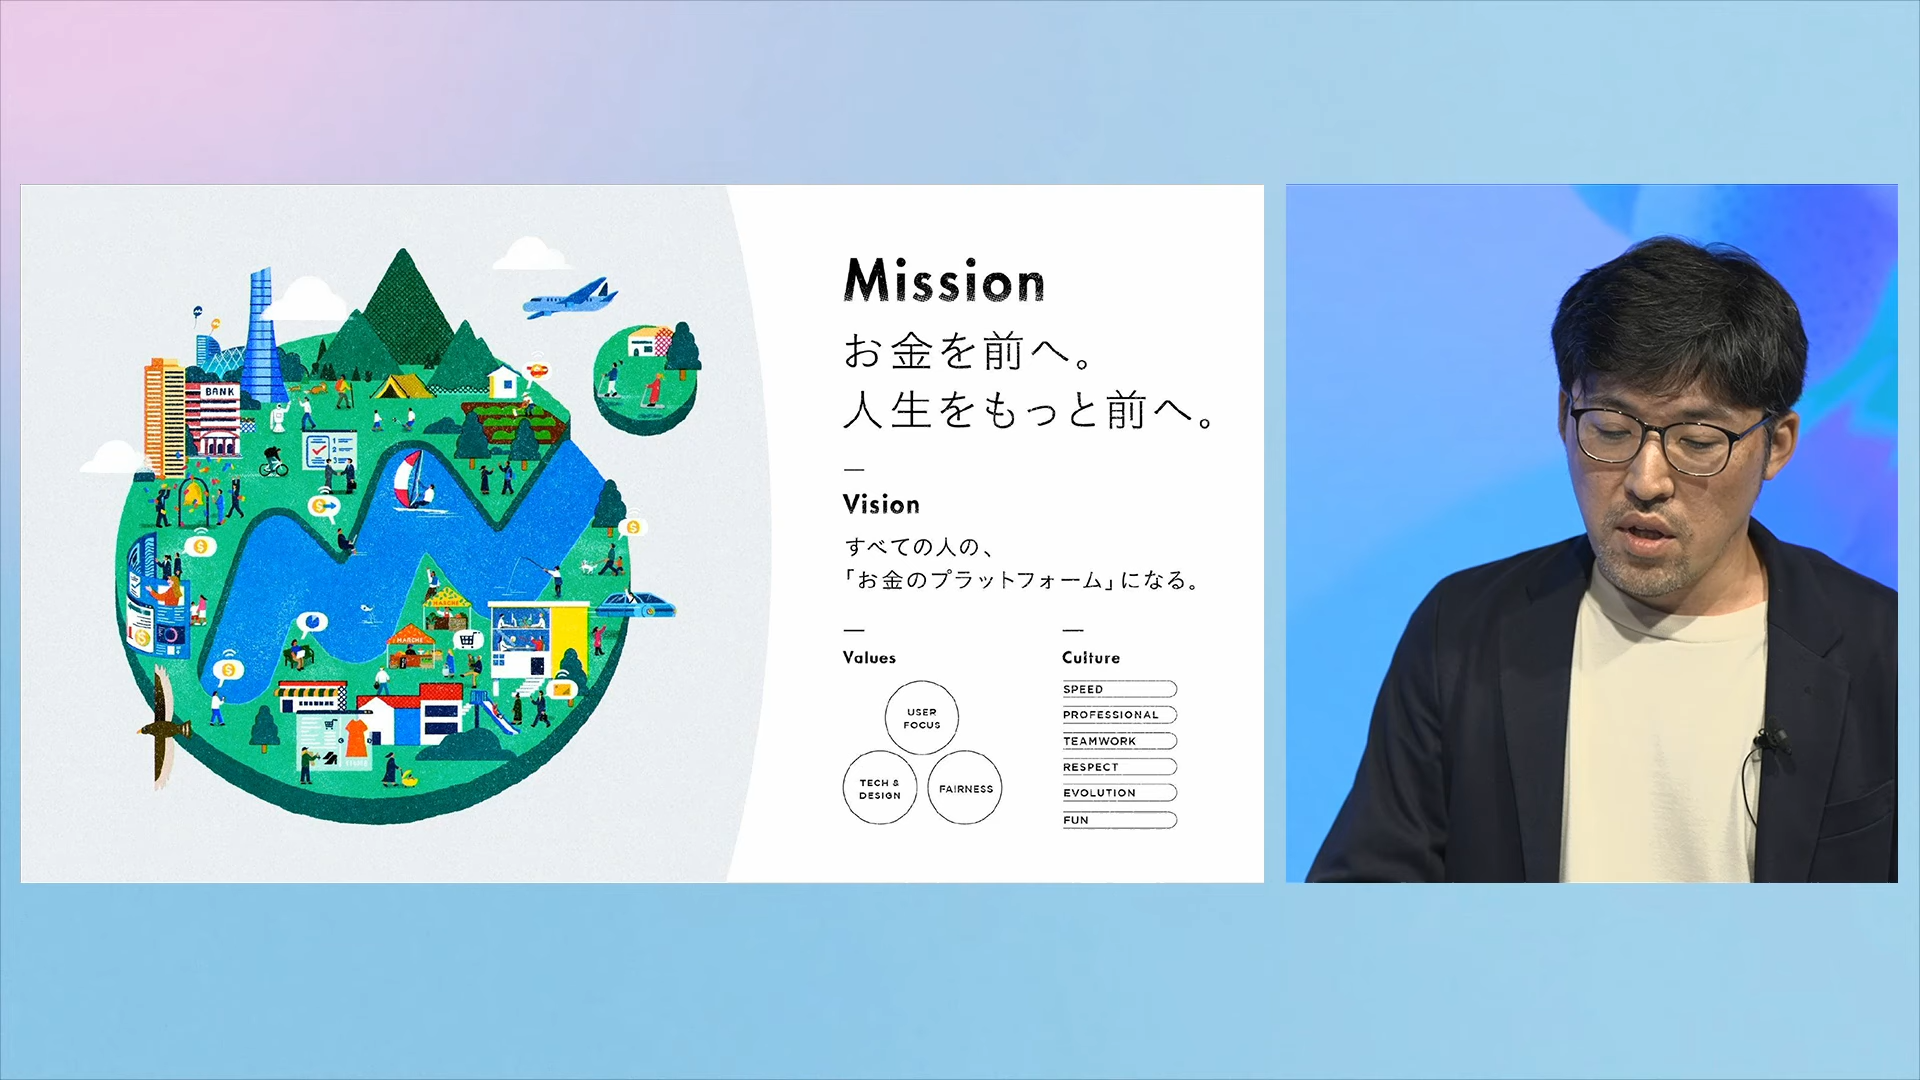 BANK
MARCHE
MARCHE
Mission
お金を前へ。
人生をもっと前へ。
Vision
すべての人の、
「お金のプラットフォーム」になる。
Values
USER
FOCUS
TECH &
DESIGN
FAIRNESS
Culture
SPEED
PROFESSIONAL
TEAMWORK
RESPECT
EVOLUTION
FUN